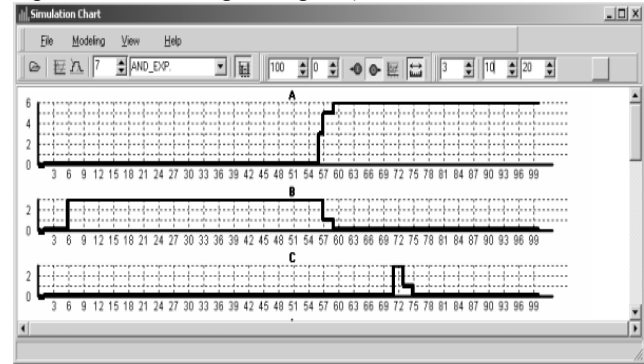 Simulation Chart
File Modeling View Help
7 AND_EXP. 100 0 3 10 20
A
6
4
2
0
3 6 9 12 15 18 21 24 27 30 33 36 39 42 45 48 51 54 57 60 63 66 69 72 75 78 81 84 87 90 93 96 99
B
2
0
3 6 9 12 15 18 21 24 27 30 33 36 39 42 45 48 51 54 57 60 63 66 69 72 75 78 81 84 87 90 93 96 99
C
2
0
3 6 9 12 15 18 21 24 27 30 33 36 39 42 45 48 51 54 57 60 63 66 69 72 75 78 81 84 87 90 93 96 99